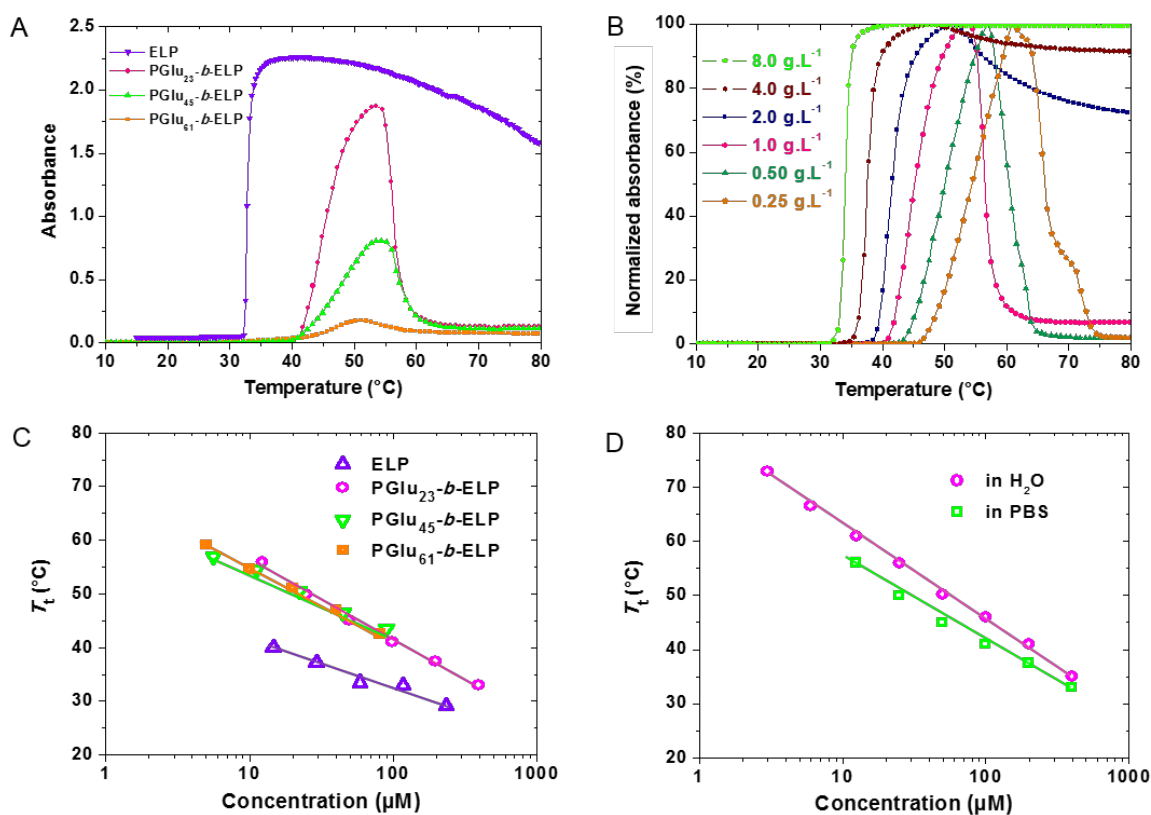 A
2.5
2.0
1.5
1.0
0.5
0.0
Absorbance
ELP
PGlu₂₃-b-ELP
PGlu₄₅-b-ELP
PGlu₆₁-b-ELP
10 20 30 40 50 60 70 80
Temperature (°C)
B
100
80
60
40
20
0
Normalized absorbance (%)
8.0 g.L⁻¹
4.0 g.L⁻¹
2.0 g.L⁻¹
1.0 g.L⁻¹
0.50 g.L⁻¹
0.25 g.L⁻¹
10 20 30 40 50 60 70 80
Temperature (°C)
C
80
70
60
50
40
30
20
Tₜ (°C)
ELP
PGlu₂₃-b-ELP
PGlu₄₅-b-ELP
PGlu₆₁-b-ELP
1 10 100 1000
Concentration (µM)
D
80
70
60
50
40
30
20
Tₜ (°C)
in H₂O
in PBS
1 10 100 1000
Concentration (µM)